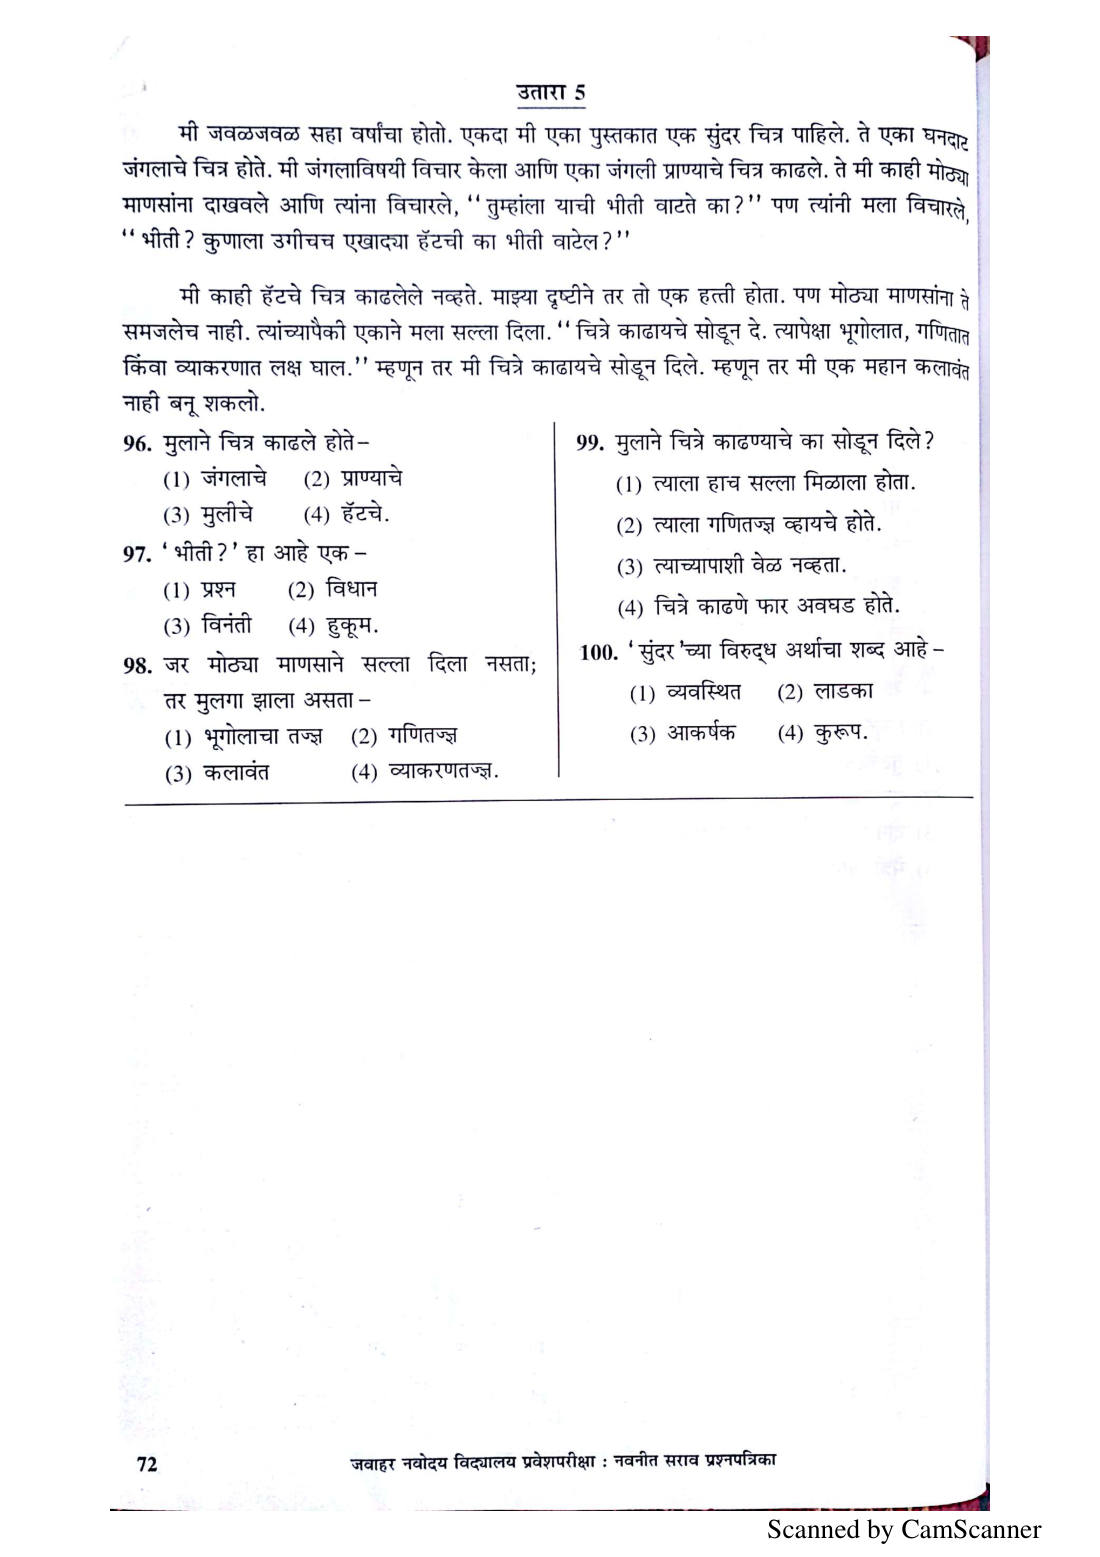 उतारा 5
मी जवळजवळ सहा वर्षांचा होतो. एकदा मी एका पुस्तकात एक सुंदर चित्र पाहिले. ते एका घनदाट
जंगलाचे चित्र होते. मी जंगलाविषयी विचार केला आणि एका जंगली प्राण्याचे चित्र काढले. ते मी काही मोठ्या
माणसांना दाखवले आणि त्यांना विचारले, ‘‘तुम्हांला याची भीती वाटते का?’’ पण त्यांनी मला विचारले,
‘‘भीती? कुणाला उगीचच एखाद्या हॅटची का भीती वाटेल?’’
मी काही हॅटचे चित्र काढलेले नव्हते. माझ्या दृष्टीने तर तो एक हत्ती होता. पण मोठ्या माणसांना ते
समजलेच नाही. त्यांच्यापैकी एकाने मला सल्ला दिला. ‘‘चित्रे काढायचे सोडून दे. त्यापेक्षा भूगोलात, गणितात
किंवा व्याकरणात लक्ष घाल.’’ म्हणून तर मी चित्रे काढायचे सोडून दिले. म्हणून तर मी एक महान कलावंत
नाही बनू शकलो.
96. मुलाने चित्र काढले होते–
(1) जंगलाचे (2) प्राण्याचे
(3) मुलीचे (4) हॅटचे.
97. ‘भीती?’ हा आहे एक –
(1) प्रश्न (2) विधान
(3) विनंती (4) हुकूम.
98. जर मोठ्या माणसाने सल्ला दिला नसता;
तर मुलगा झाला असता –
(1) भूगोलाचा तज्ज्ञ (2) गणितज्ज्ञ
(3) कलावंत (4) व्याकरणतज्ज्ञ.
99. मुलाने चित्रे काढण्याचे का सोडून दिले?
(1) त्याला हाच सल्ला मिळाला होता.
(2) त्याला गणितज्ज्ञ व्हायचे होते.
(3) त्याच्यापाशी वेळ नव्हता.
(4) चित्रे काढणे फार अवघड होते.
100. ‘सुंदर’च्या विरुद्ध अर्थाचा शब्द आहे –
(1) व्यवस्थित (2) लाडका
(3) आकर्षक (4) कुरूप.
72 जवाहर नवोदय विद्यालय प्रवेशपरीक्षा : नवनीत सराव प्रश्नपत्रिका
Scanned by CamScanner